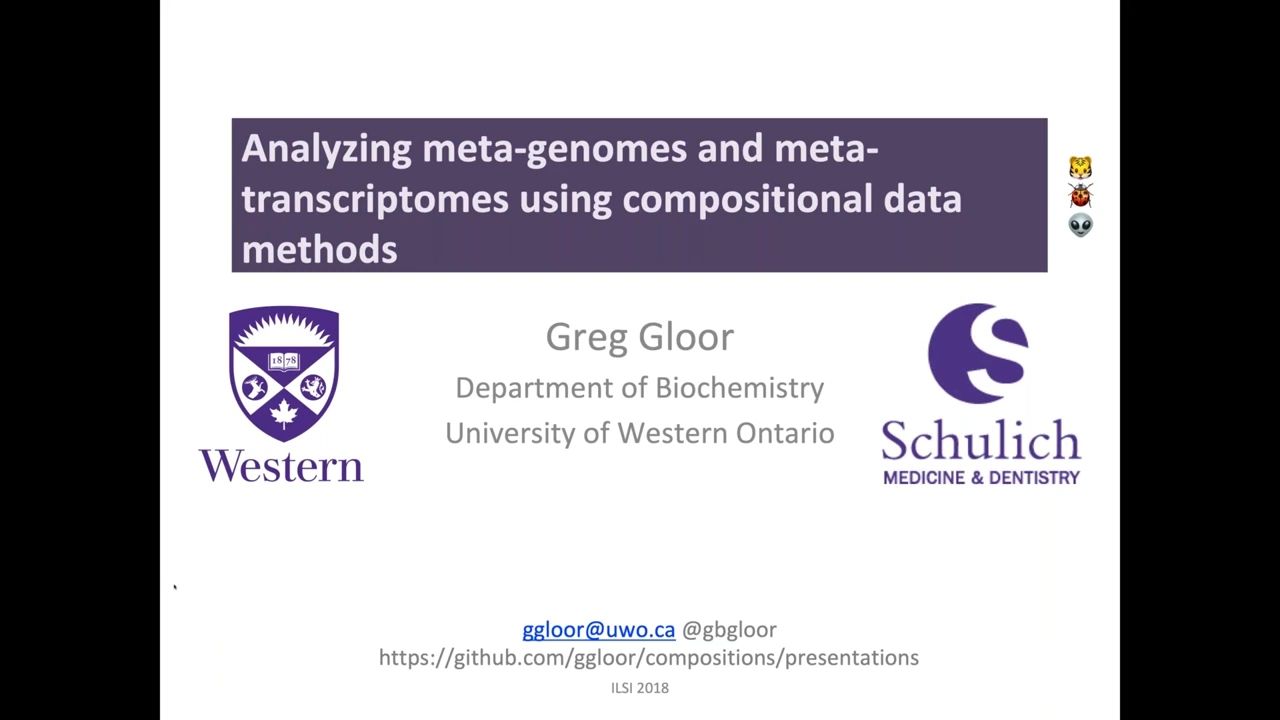 Analyzing meta-genomes and meta-
transcriptomes using compositional data
methods
1878
Western
Greg Gloor
Department of Biochemistry
University of Western Ontario
S
Schulich
MEDICINE & DENTISTRY
ggloor@uwo.ca @gbgloor
https://github.com/ggloor/compositions/presentations
ILSI 2018